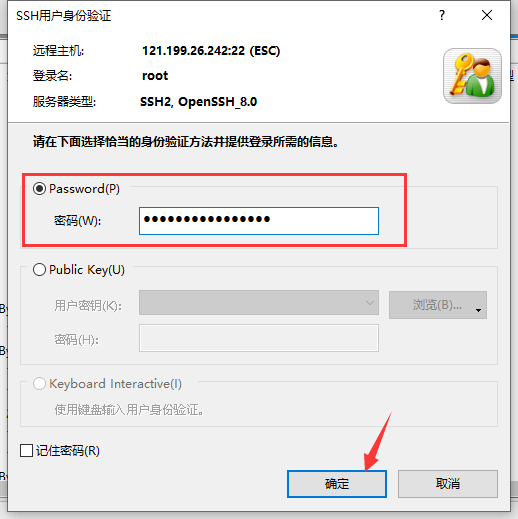 SSH用户身份验证
远程主机: 121.199.26.242:22 (ESC)
登录名: root
服务器类型: SSH2, OpenSSH_8.0
请在下面选择恰当的身份验证方法并提供登录所需的信息。
Password(P)
密码(W): ●●●●●●●●●●●●●●●●
Public Key(U)
用户密钥(K): 浏览(B)...
密码(H):
Keyboard Interactive(I)
使用键盘输入用户身份验证。
记住密码(R)
确定 取消